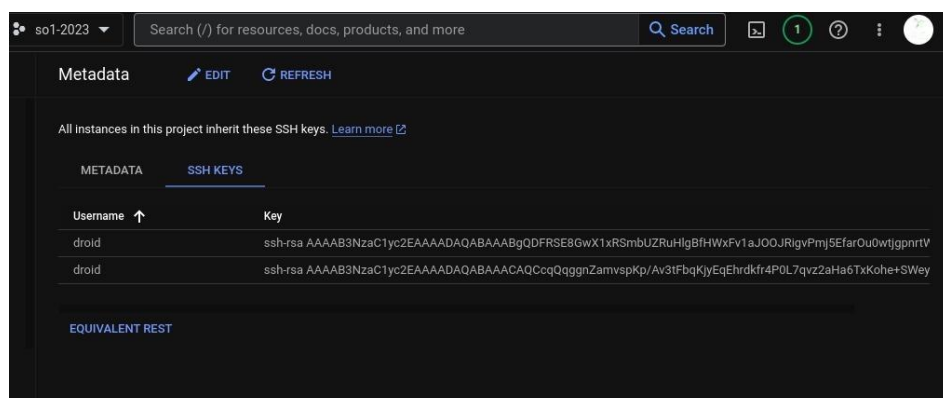 so1-2023 Search (/) for resources, docs, products, and more Search 1
Metadata EDIT REFRESH
All instances in this project inherit these SSH keys. Learn more
METADATA SSH KEYS
Username Key
droid ssh-rsa AAAAB3NzaC1yc2EAAAADAQABAAABgQDFRSE8GwX1xRSmbUZRuHlgBfHWxFv1aJOOJRigvPmj5EfarOu0wtjgpnrtW
droid ssh-rsa AAAAB3NzaC1yc2EAAAADAQABAAACAQCcqQqggnZamvspKp/Av3tFbqKjyEqEhrdkfr4P0L7qvz2aHa6TxKohe+SWey
EQUIVALENT REST